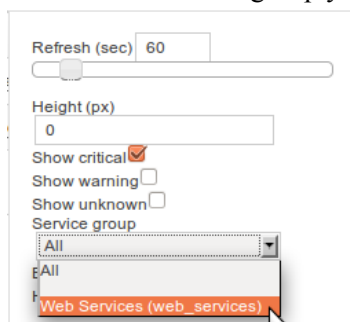 Refresh (sec) 60
Height (px)
0
Show critical
Show warning
Show unknown
Service group
All
All
Web Services (web_services)